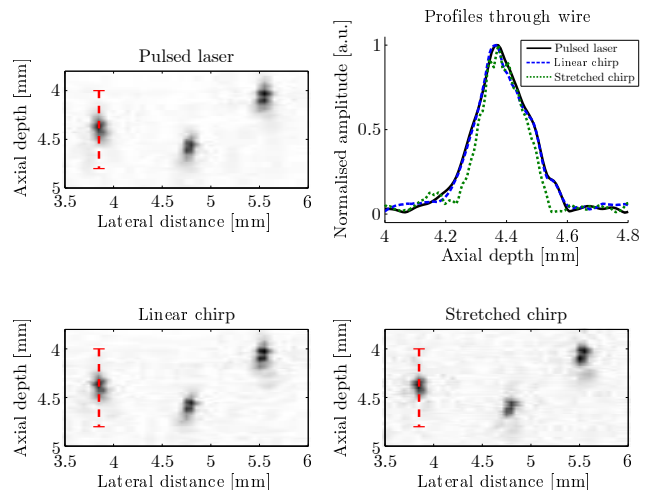 Pulsed laser
Axial depth [mm]
4
4.5
5
3.5 4 4.5 5 5.5 6
Lateral distance [mm]
Profiles through wire
Normalised amplitude [a.u.]
1
0.5
0
Pulsed laser
Linear chirp
Stretched chirp
4 4.2 4.4 4.6 4.8
Axial depth [mm]
Linear chirp
Axial depth [mm]
4
4.5
5
3.5 4 4.5 5 5.5 6
Lateral distance [mm]
Stretched chirp
Axial depth [mm]
4
4.5
5
3.5 4 4.5 5 5.5 6
Lateral distance [mm]